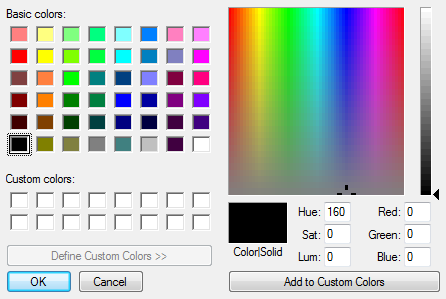 Basic colors:
Custom colors:
Define Custom Colors >>
OK
Cancel
Color|Solid
Hue: 160
Sat: 0
Lum: 0
Red: 0
Green: 0
Blue: 0
Add to Custom Colors